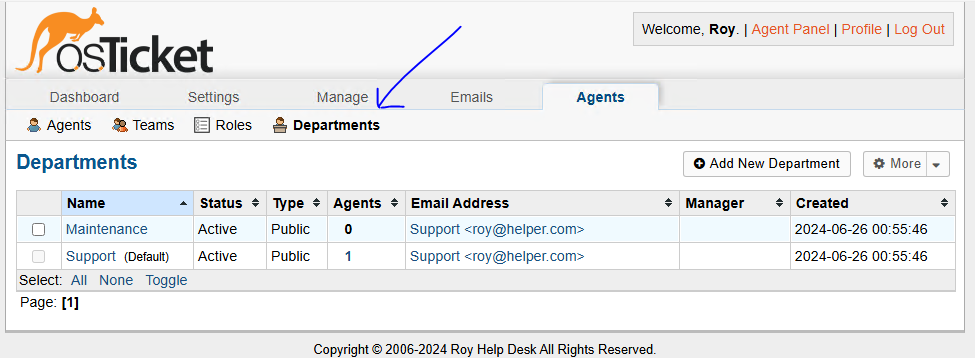 osTicket
Welcome, Roy. | Agent Panel | Profile | Log Out
Dashboard Settings Manage Emails Agents
Agents Teams Roles Departments
Departments
Add New Department More
Name Status Type Agents Email Address Manager Created
Maintenance Active Public 0 Support <roy@helper.com> 2024-06-26 00:55:46
Support (Default) Active Public 1 Support <roy@helper.com> 2024-06-26 00:55:46
Select: All None Toggle
Page: [1]
Copyright © 2006-2024 Roy Help Desk All Rights Reserved.